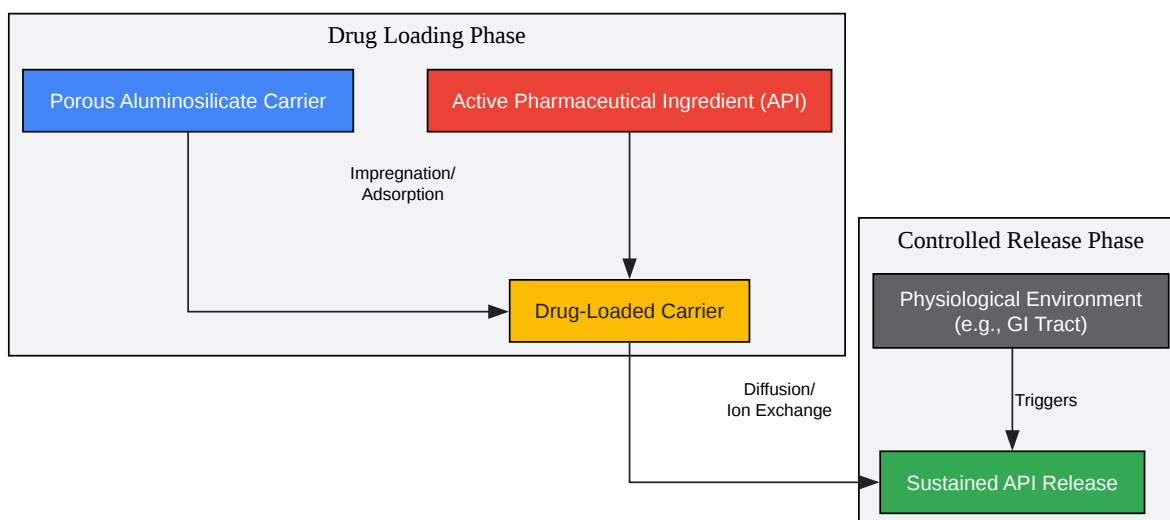 Drug Loading Phase
Porous Aluminosilicate Carrier
Active Pharmaceutical Ingredient (API)
Impregnation/
Adsorption
Drug-Loaded Carrier
Controlled Release Phase
Physiological Environment
(e.g., GI Tract)
Diffusion/
Ion Exchange
Triggers
Sustained API Release